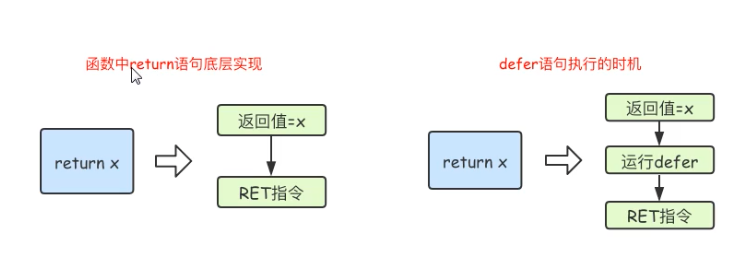 函数中return语句底层实现
return x
返回值=x
RET指令
defer语句执行的时机
return x
返回值=x
运行defer
RET指令